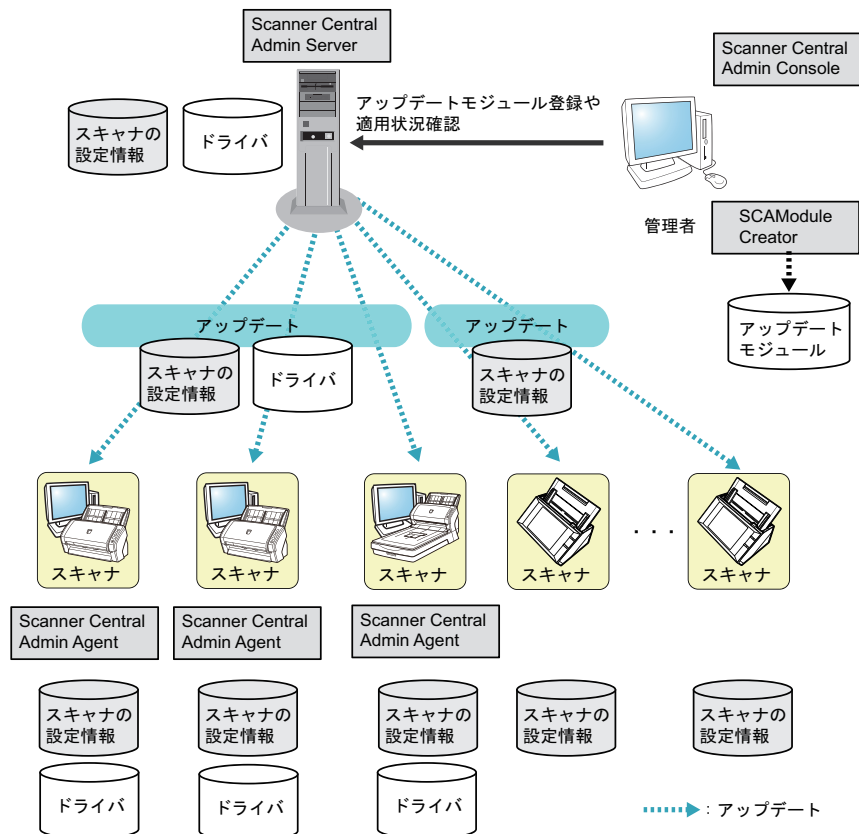 Scanner Central
Admin Server
Scanner Central
Admin Console
アップデートモジュール登録や
適用状況確認
スキャナの
設定情報
ドライバ
管理者
SCAModule
Creator
アップデート
モジュール
アップデート
アップデート
スキャナの
設定情報
ドライバ
スキャナの
設定情報
スキャナ
スキャナ
スキャナ
スキャナ
・・・
スキャナ
Scanner Central
Admin Agent
Scanner Central
Admin Agent
Scanner Central
Admin Agent
スキャナの
設定情報
スキャナの
設定情報
スキャナの
設定情報
スキャナの
設定情報
スキャナの
設定情報
ドライバ
ドライバ
ドライバ
：アップデート